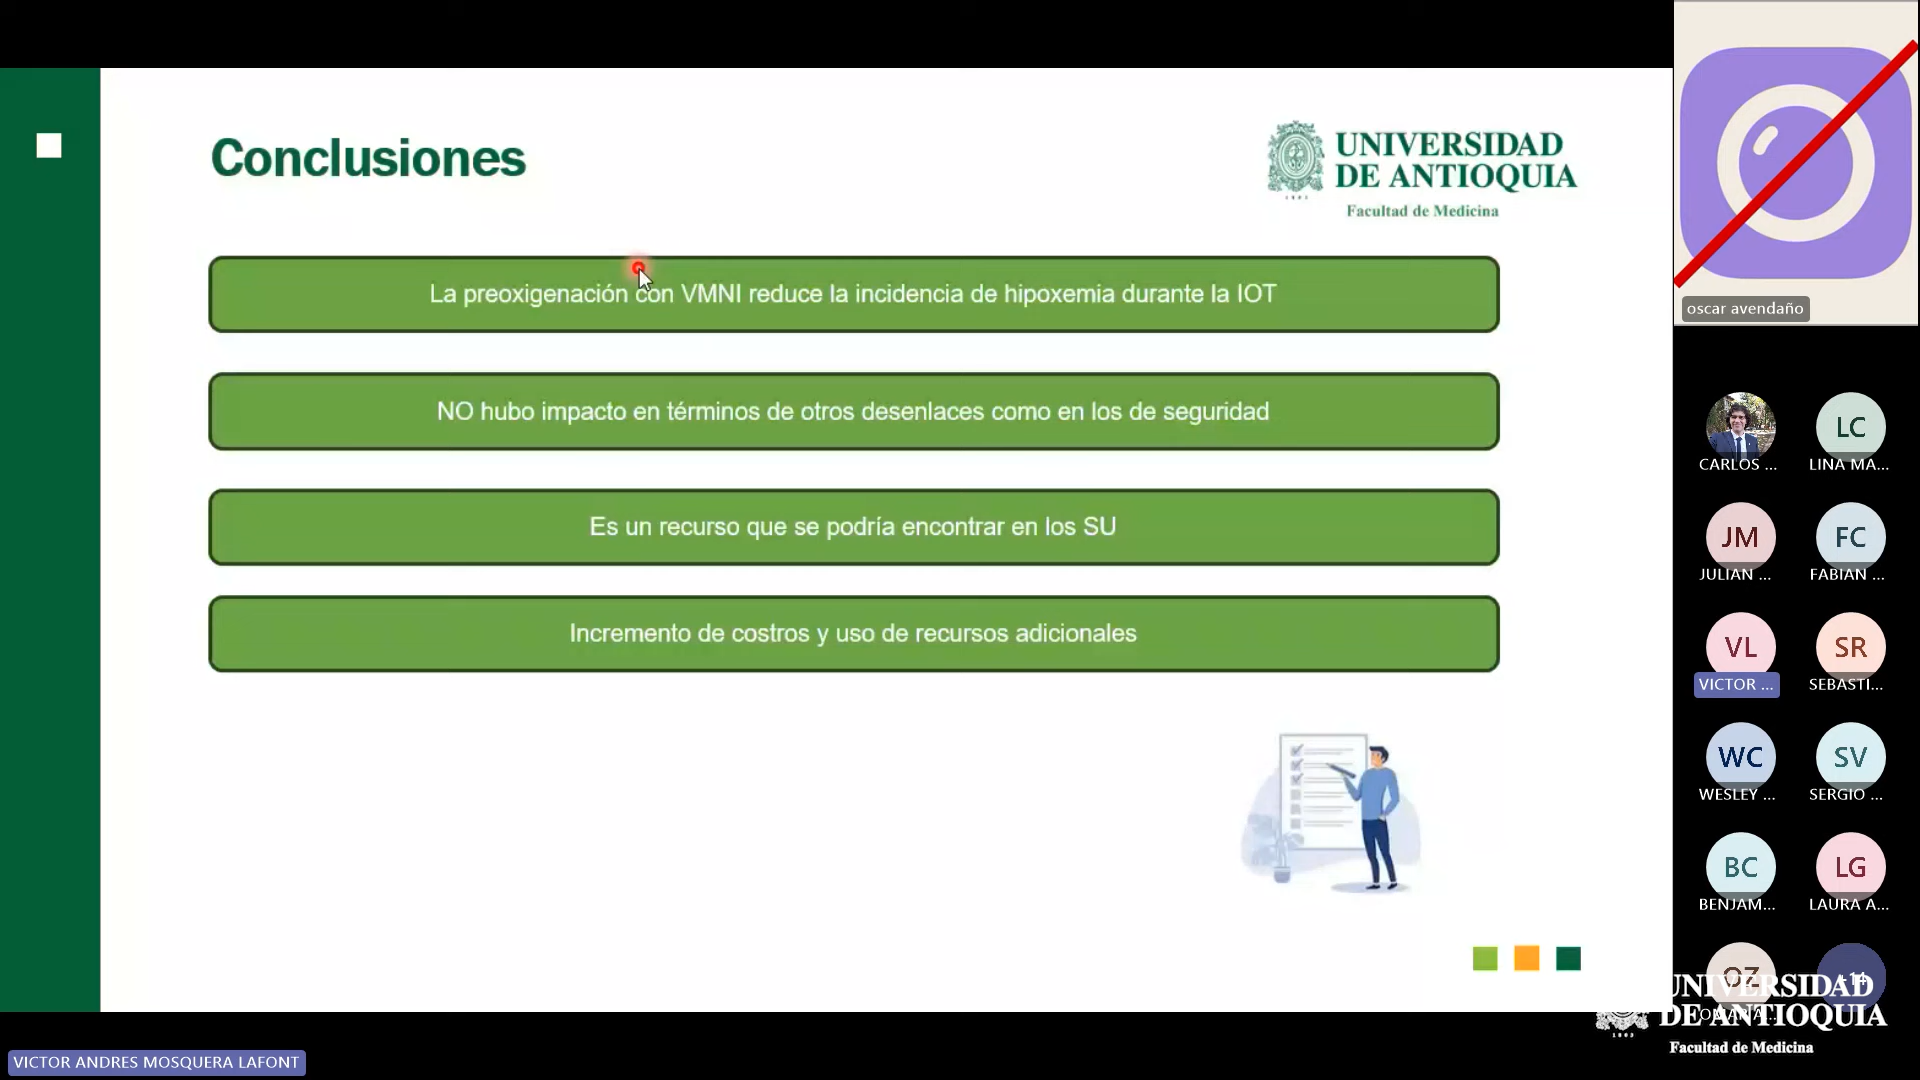 Conclusiones
UNIVERSIDAD
DE ANTIOQUIA
1803
Facultad de Medicina
La preoxigenación con VMNI reduce la incidencia de hipoxemia durante la IOT
NO hubo impacto en términos de otros desenlaces como en los de seguridad
Es un recurso que se podría encontrar en los SU
Incremento de costros y uso de recursos adicionales
oscar avendaño
CARLOS ...
LC
LINA MA...
JM
JULIAN ...
FC
FABIAN ...
VL
VICTOR ...
SR
SEBASTI...
WC
WESLEY ...
SV
SERGIO ...
BC
BENJAM...
LG
LAURA A...
OZ
+14
UNIVERSIDAD
DE ANTIOQUIA
1803
Facultad de Medicina
VICTOR ANDRES MOSQUERA LAFONT